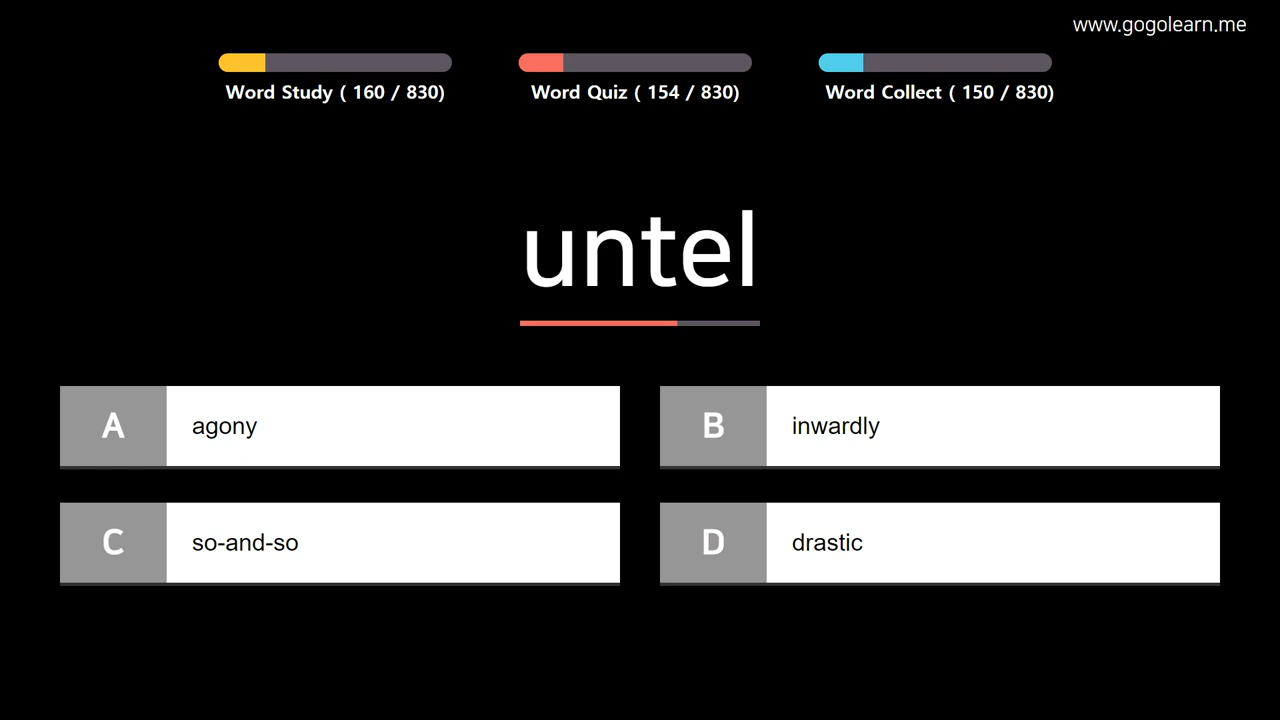 www.gogolearn.me
Word Study ( 160 / 830)
Word Quiz ( 154 / 830)
Word Collect ( 150 / 830)
untel
A agony
B inwardly
C so-and-so
D drastic